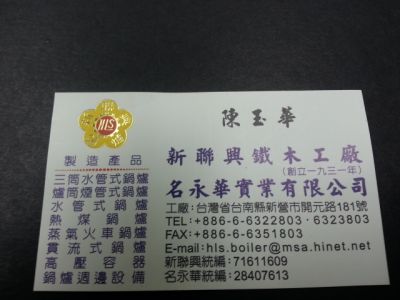 陳玉華
新聯興鐵木工廠
(創立一九三一年)
名永華實業有限公司
工廠:台灣省台南縣新營市開元路181號
TEL:+886-6-6322803.6323803
FAX:+886-6-6351803
E-mail:hls.boiler@msa.hinet.net
新聯興統編:71611609
名永華統編:28407613
HLS
製造產品
三筒水管式鍋爐
爐筒煙管式鍋爐
水管式鍋爐
熱媒鍋爐
蒸氣火車鍋爐
貫流式鍋爐
高壓容器
鍋爐週邊設備